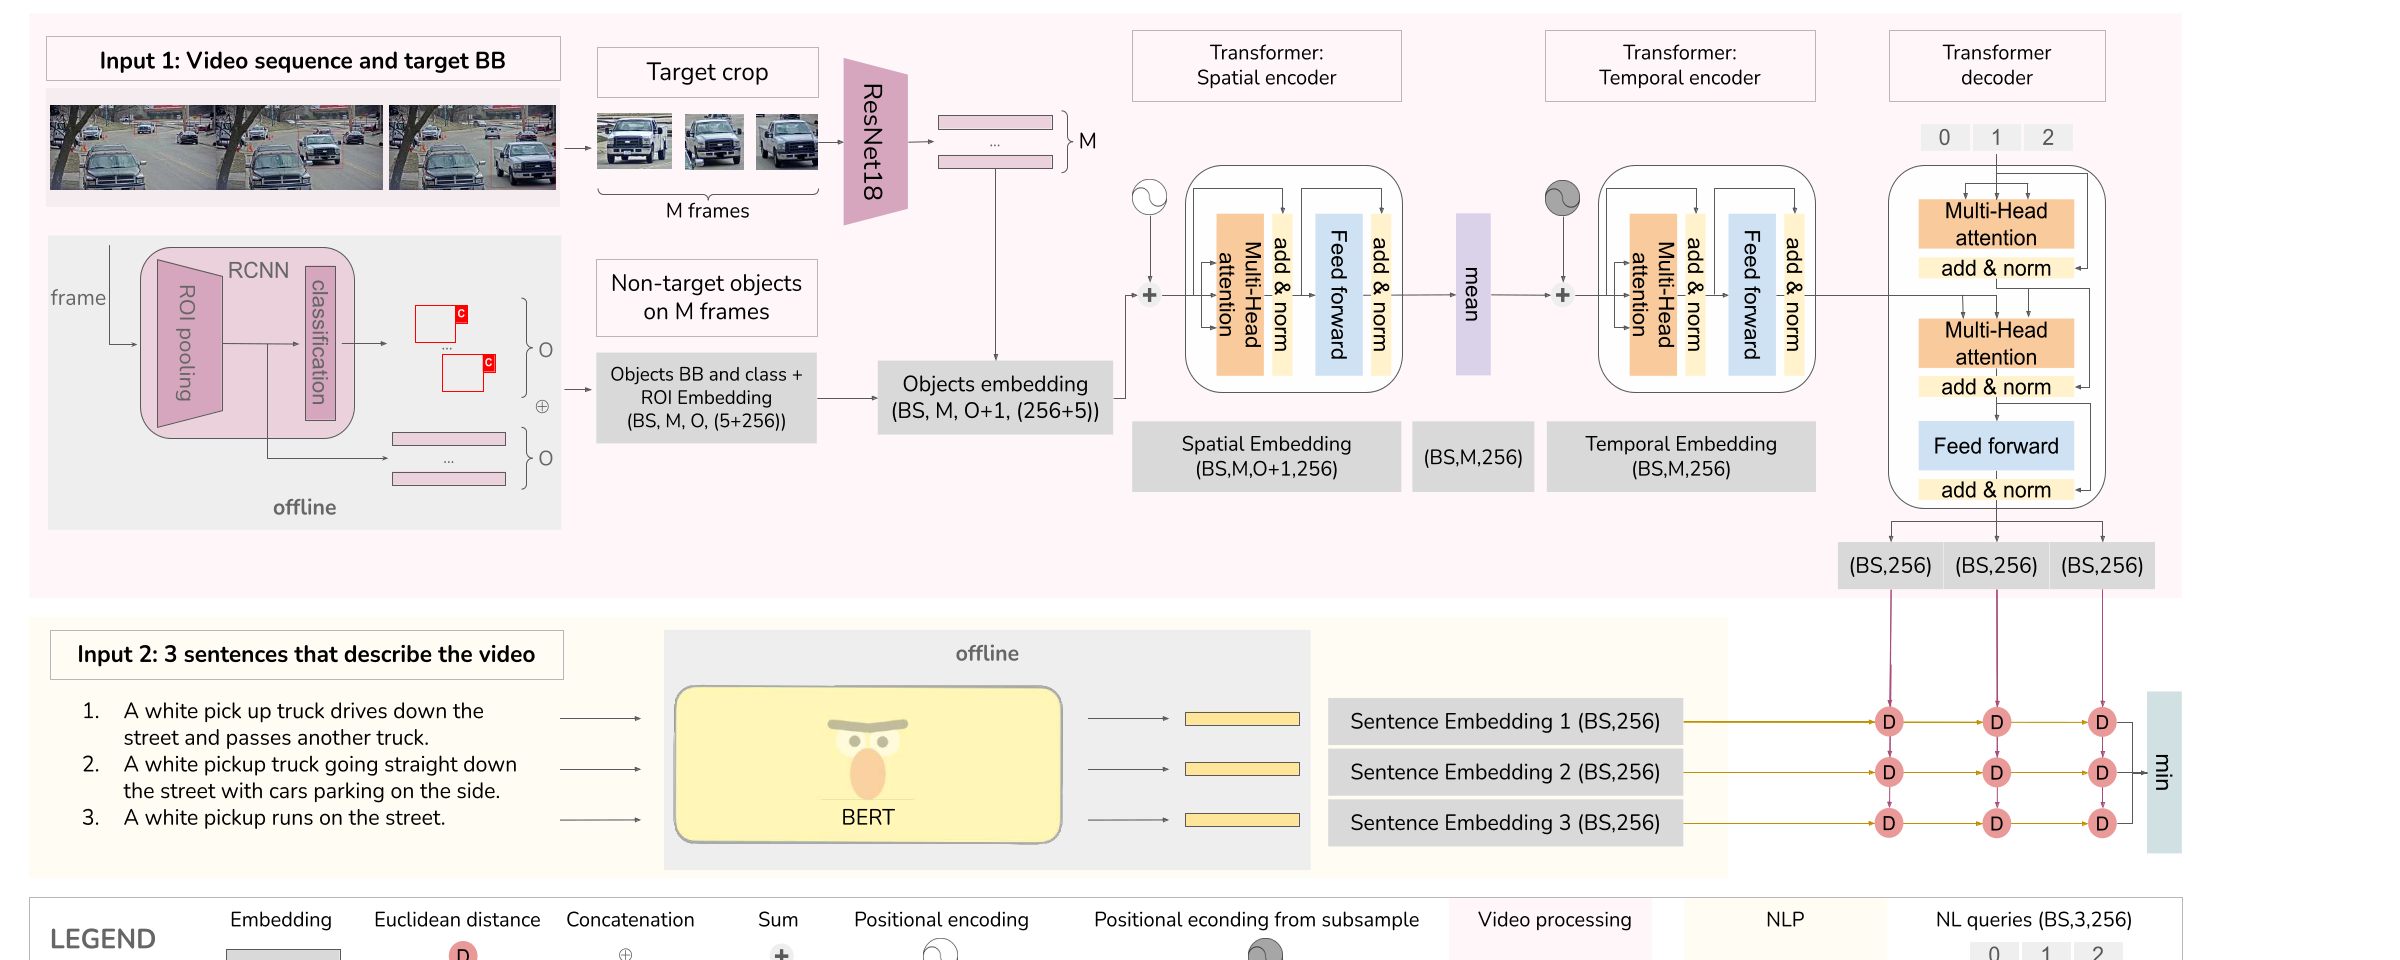 Input 1: Video sequence and target BB
Target crop
M frames
ResNet18
...
M
Transformer:
Spatial encoder
Transformer:
Temporal encoder
Transformer
decoder
0 1 2
frame
RCNN
ROI pooling
classification
C
...
C
O
⊕
...
O
offline
Non-target objects
on M frames
Objects BB and class +
ROI Embedding
(BS, M, O, (5+256))
Objects embedding
(BS, M, O+1, (256+5))
+
Multi-Head
attention
add & norm
Feed forward
add & norm
mean
+
Multi-Head
attention
add & norm
Feed forward
add & norm
Multi-Head
attention
add & norm
Multi-Head
attention
add & norm
Feed forward
add & norm
Spatial Embedding
(BS,M,O+1,256)
(BS,M,256)
Temporal Embedding
(BS,M,256)
(BS,256) (BS,256) (BS,256)
Input 2: 3 sentences that describe the video
1. A white pick up truck drives down the
street and passes another truck.
2. A white pickup truck going straight down
the street with cars parking on the side.
3. A white pickup runs on the street.
offline
BERT
Sentence Embedding 1 (BS,256)
Sentence Embedding 2 (BS,256)
Sentence Embedding 3 (BS,256)
D D D
D D D
D D D
min
LEGEND
Embedding
Euclidean distance
D
Concatenation
⊕
Sum
+
Positional encoding
Positional econding from subsample
Video processing
NLP
NL queries (BS,3,256)
0 1 2